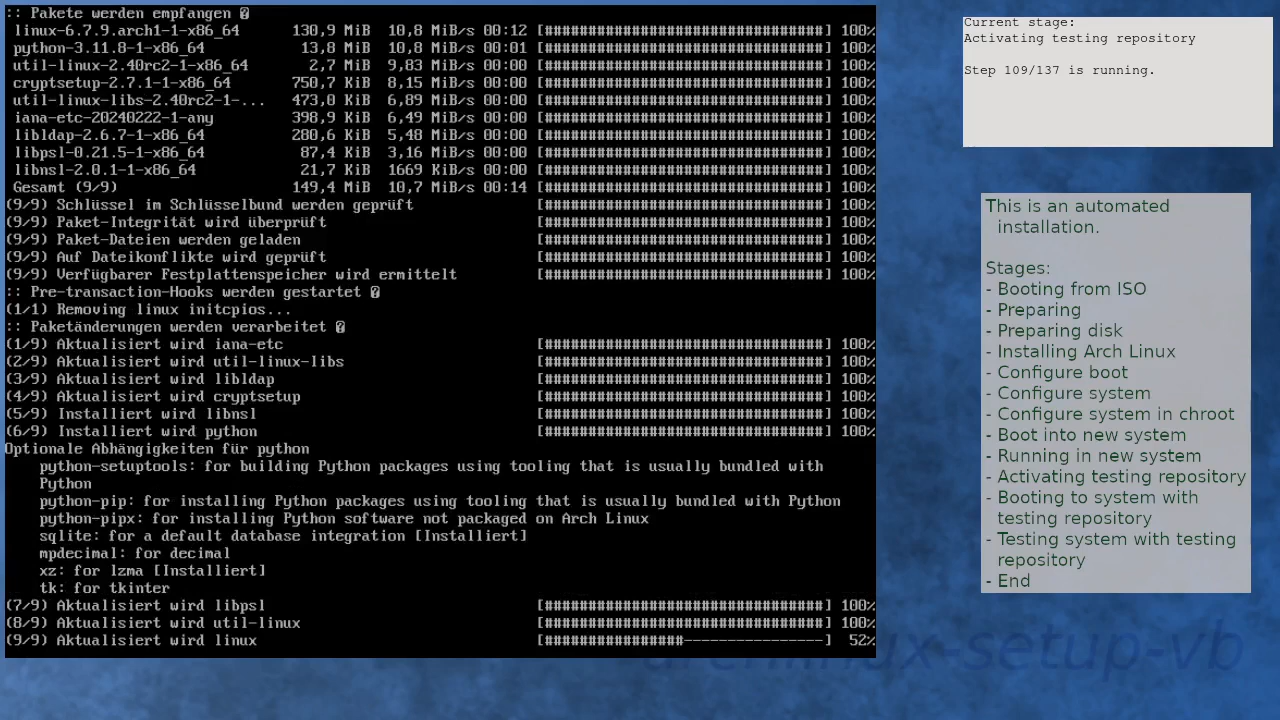 :: Pakete werden empfangen
linux-6.7.9.arch1-1-x86_64 130,9 MiB 10,8 MiB/s 00:12 [################################] 100%
python-3.11.8-1-x86_64 13,8 MiB 10,8 MiB/s 00:01 [################################] 100%
util-linux-2.40rc2-1-x86_64 2,7 MiB 9,83 MiB/s 00:00 [################################] 100%
cryptsetup-2.7.1-1-x86_64 750,7 KiB 8,15 MiB/s 00:00 [################################] 100%
util-linux-libs-2.40rc2-1-... 473,0 KiB 6,89 MiB/s 00:00 [################################] 100%
iana-etc-20240222-1-any 398,9 KiB 6,49 MiB/s 00:00 [################################] 100%
libldap-2.6.7-1-x86_64 280,6 KiB 5,48 MiB/s 00:00 [################################] 100%
libpsl-0.21.5-1-x86_64 87,4 KiB 3,16 MiB/s 00:00 [################################] 100%
libnsl-2.0.1-1-x86_64 21,7 KiB 1669 KiB/s 00:00 [################################] 100%
Gesamt (9/9) 149,4 MiB 10,7 MiB/s 00:14 [################################] 100%
(9/9) Schlüssel im Schlüsselbund werden geprüft [################################] 100%
(9/9) Paket-Integrität wird überprüft [################################] 100%
(9/9) Paket-Dateien werden geladen [################################] 100%
(9/9) Auf Dateikonflikte wird geprüft [################################] 100%
(9/9) Verfügbarer Festplattenspeicher wird ermittelt [################################] 100%
:: Pre-transaction-Hooks werden gestartet
(1/1) Removing linux initcpios...
:: Paketänderungen werden verarbeitet
(1/9) Aktualisiert wird iana-etc [################################] 100%
(2/9) Aktualisiert wird util-linux-libs [################################] 100%
(3/9) Aktualisiert wird libldap [################################] 100%
(4/9) Aktualisiert wird cryptsetup [################################] 100%
(5/9) Installiert wird libnsl [################################] 100%
(6/9) Installiert wird python [################################] 100%
Optionale Abhängigkeiten für python
python-setuptools: for building Python packages using tooling that is usually bundled with
Python
python-pip: for installing Python packages using tooling that is usually bundled with Python
python-pipx: for installing Python software not packaged on Arch Linux
sqlite: for a default database integration [Installiert]
mpdecimal: for decimal
xz: for lzma [Installiert]
tk: for tkinter
(7/9) Aktualisiert wird libpsl [################################] 100%
(8/9) Aktualisiert wird util-linux [################################] 100%
(9/9) Aktualisiert wird linux [################----------------] 52%
Current stage:
Activating testing repository
Step 109/137 is running.
This is an automated
installation.
Stages:
- Booting from ISO
- Preparing
- Preparing disk
- Installing Arch Linux
- Configure boot
- Configure system
- Configure system in chroot
- Boot into new system
- Running in new system
- Activating testing repository
- Booting to system with
testing repository
- Testing system with testing
repository
- End
archlinux-setup-vb